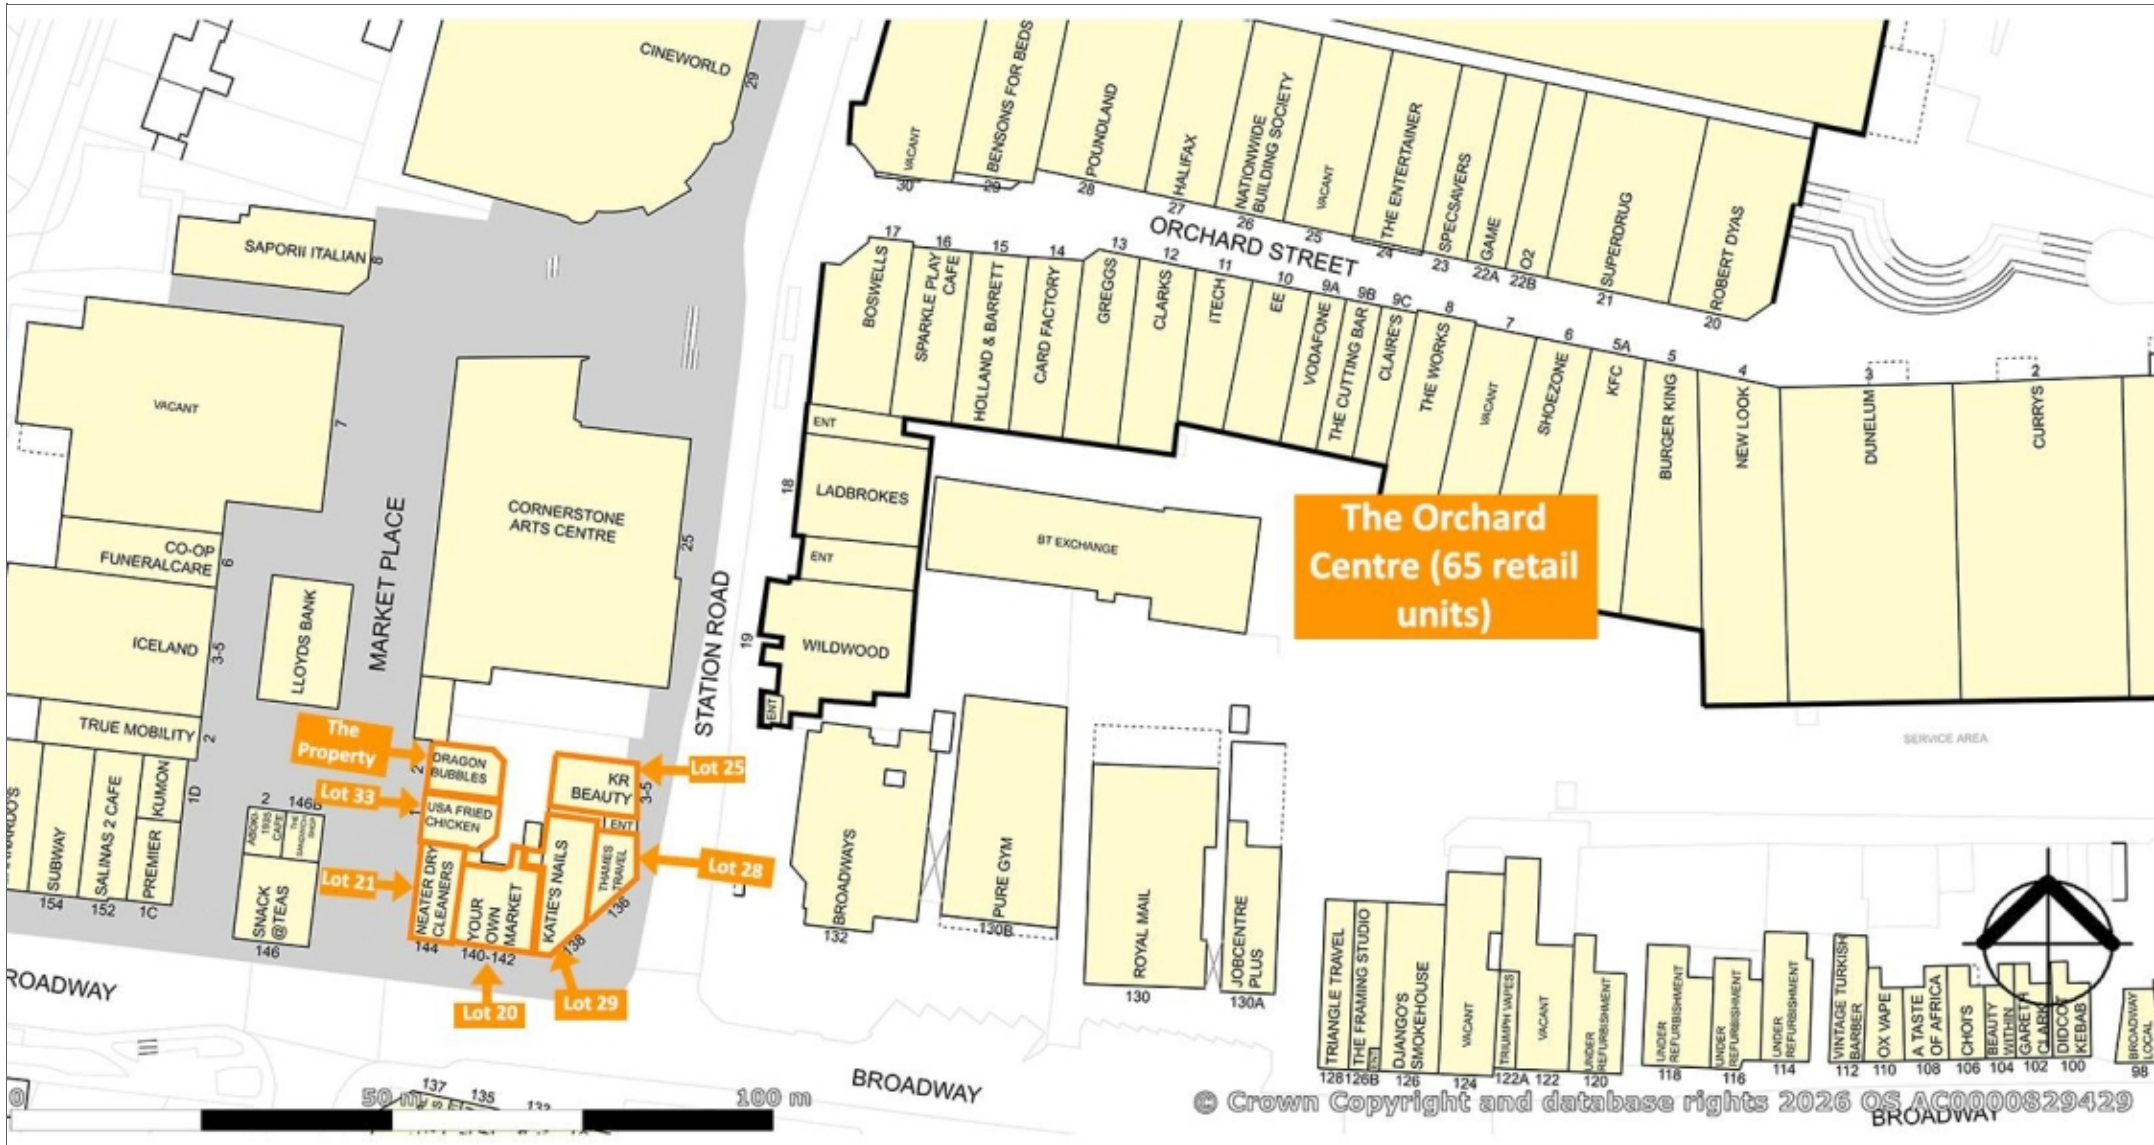 CINEWORLD
29
SAPORII ITALIAN
8
VACANT
7
CORNERSTONE
ARTS CENTRE
25
CO-OP
FUNERALCARE
6
ICELAND
3-5
LLOYDS BANK
MARKET PLACE
TRUE MOBILITY
2
SUBWAY
154
SALINAS 2 CAFE
152
KUMON
1D
PREMIER
1C
The
Property
DRAGON
BUBBLES
2
Lot 33
USA FRIED
CHICKEN
1
Lot 21
NEATER DRY
CLEANERS
144
YOUR
OWN
MARKET
140-142
Lot 20
KATIE'S NAILS
138
Lot 29
THAMES
TRAVEL
136
Lot 28
ENT
KR
BEAUTY
3-5
Lot 25
2
146B
1935
CAFE
THE
SANDWICH
SHOP
SNACK
@TEAS
146
STATION ROAD
VACANT
30
BENSONS FOR BEDS
29
POUNDLAND
28
HALIFAX
27
NATIONWIDE
BUILDING SOCIETY
26
VACANT
25
THE ENTERTAINER
24
SPECSAVERS
23
GAME
22A
O2
22B
SUPERDRUG
21
ROBERT DYAS
20
ORCHARD STREET
17
BOSWELLS
16
SPARKLE PLAY
CAFE
15
HOLLAND & BARRETT
14
CARD FACTORY
13
GREGGS
12
CLARKS
11
ITECH
10
EE
9A
VODAFONE
9B
THE CUTTING BAR
9C
CLAIRE'S
8
THE WORKS
7
VACANT
6
SHOEZONE
5A
KFC
5
BURGER KING
4
NEW LOOK
3
DUNELUM
2
CURRYS
ENT
18
LADBROKES
ENT
19
WILDWOOD
ENT
BT EXCHANGE
The Orchard
Centre (65 retail
units)
SERVICE AREA
BROADWAYS
132
PURE GYM
130B
ROYAL MAIL
130
JOBCENTRE
PLUS
130A
TRIANGLE TRAVEL
128
THE FRAMING STUDIO
126B
ENT
DJANGO'S
SMOKEHOUSE
126
VACANT
124
TRIUMPH VAPES
122A
VACANT
122
UNDER
REFURBISHMENT
120
UNDER
REFURBISHMENT
118
UNDER
REFURBISHMENT
116
UNDER
REFURBISHMENT
114
VINTAGE TURKISH
BARBER
112
OX VAPE
110
A TASTE
OF AFRICA
108
CHOI'S
106
BEAUTY
WITHIN
104
GARETH
CLARK
102
DIDCOT
KEBAB
100
BROADWAY
LOCAL
98
ROADWAY
BROADWAY
BROADWAY
137
135
0
50 m
100 m
© Crown Copyright and database rights 2026 OS AC0000829429